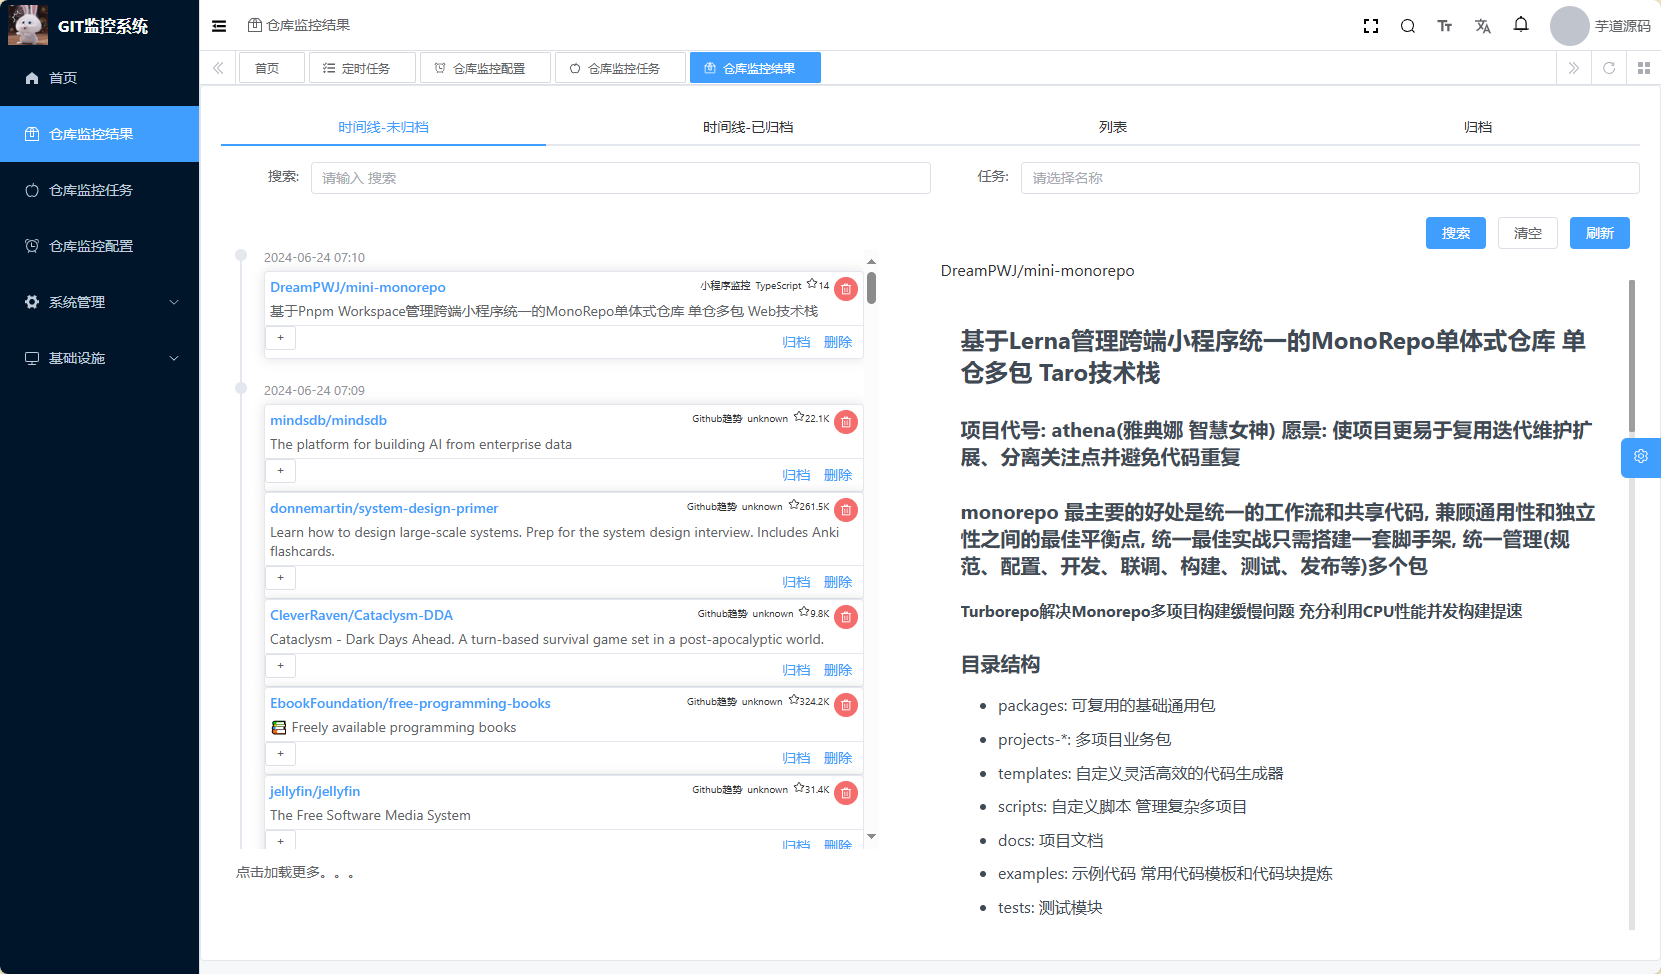 GIT监控系统
首页
仓库监控结果
仓库监控任务
仓库监控配置
系统管理
基础设施
仓库监控结果
芋道源码
首页
定时任务
仓库监控配置
仓库监控任务
仓库监控结果
时间线-未归档
时间线-已归档
列表
归档
搜索:
请输入 搜索
任务:
请选择名称
搜索
清空
刷新
2024-06-24 07:10
DreamPWJ/mini-monorepo
小程序监控 TypeScript 14
基于Pnpm Workspace管理跨端小程序统一的MonoRepo单体式仓库 单仓多包 Web技术栈
+
归档 删除
2024-06-24 07:09
mindsdb/mindsdb
Github趋势 unknown 22.1K
The platform for building AI from enterprise data
+
归档 删除
donnemartin/system-design-primer
Github趋势 unknown 261.5K
Learn how to design large-scale systems. Prep for the system design interview. Includes Anki
flashcards.
+
归档 删除
CleverRaven/Cataclysm-DDA
Github趋势 unknown 9.8K
Cataclysm - Dark Days Ahead. A turn-based survival game set in a post-apocalyptic world.
+
归档 删除
EbookFoundation/free-programming-books
Github趋势 unknown 324.2K
Freely available programming books
+
归档 删除
jellyfin/jellyfin
Github趋势 unknown 31.4K
The Free Software Media System
+
归档 删除
点击加载更多。。。
DreamPWJ/mini-monorepo
基于Lerna管理跨端小程序统一的MonoRepo单体式仓库 单
仓多包 Taro技术栈
项目代号: athena(雅典娜 智慧女神) 愿景: 使项目更易于复用迭代维护扩
展、分离关注点并避免代码重复
monorepo 最主要的好处是统一的工作流和共享代码, 兼顾通用性和独立
性之间的最佳平衡点, 统一最佳实战只需搭建一套脚手架, 统一管理(规
范、配置、开发、联调、构建、测试、发布等)多个包
Turborepo解决Monorepo多项目构建缓慢问题 充分利用CPU性能并发构建提速
目录结构
packages: 可复用的基础通用包
projects-*: 多项目业务包
templates: 自定义灵活高效的代码生成器
scripts: 自定义脚本 管理复杂多项目
docs: 项目文档
examples: 示例代码 常用代码模板和代码块提炼
tests: 测试模块